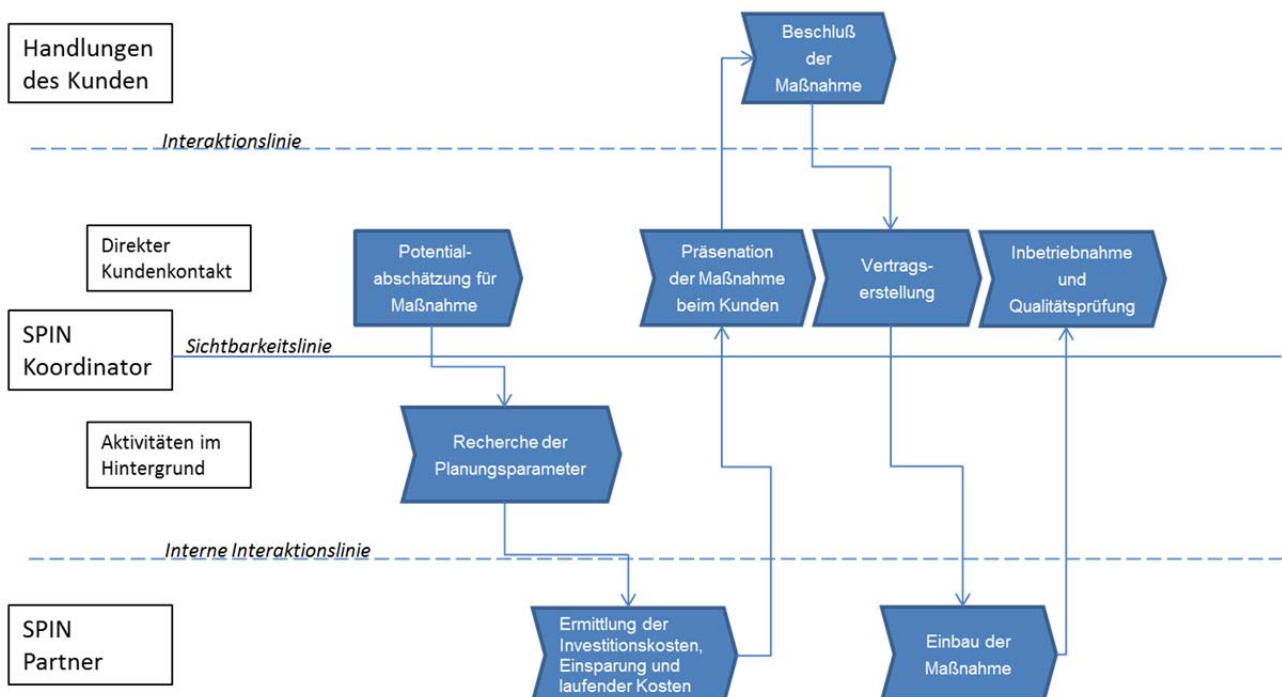 Handlungen
des Kunden
Beschluß
der
Maßnahme
Interaktionslinie
Direkter
Kundenkontakt
Potential-
abschätzung für
Maßnahme
Präsenation
der Maßnahme
beim Kunden
Vertrags-
erstellung
Inbetriebnahme
und
Qualitätsprüfung
SPIN
Koordinator
Sichtbarkeitslinie
Aktivitäten im
Hintergrund
Recherche der
Planungsparameter
Interne Interaktionslinie
SPIN
Partner
Ermittlung der
Investitionskosten,
Einsparung und
laufender Kosten
Einbau der
Maßnahme